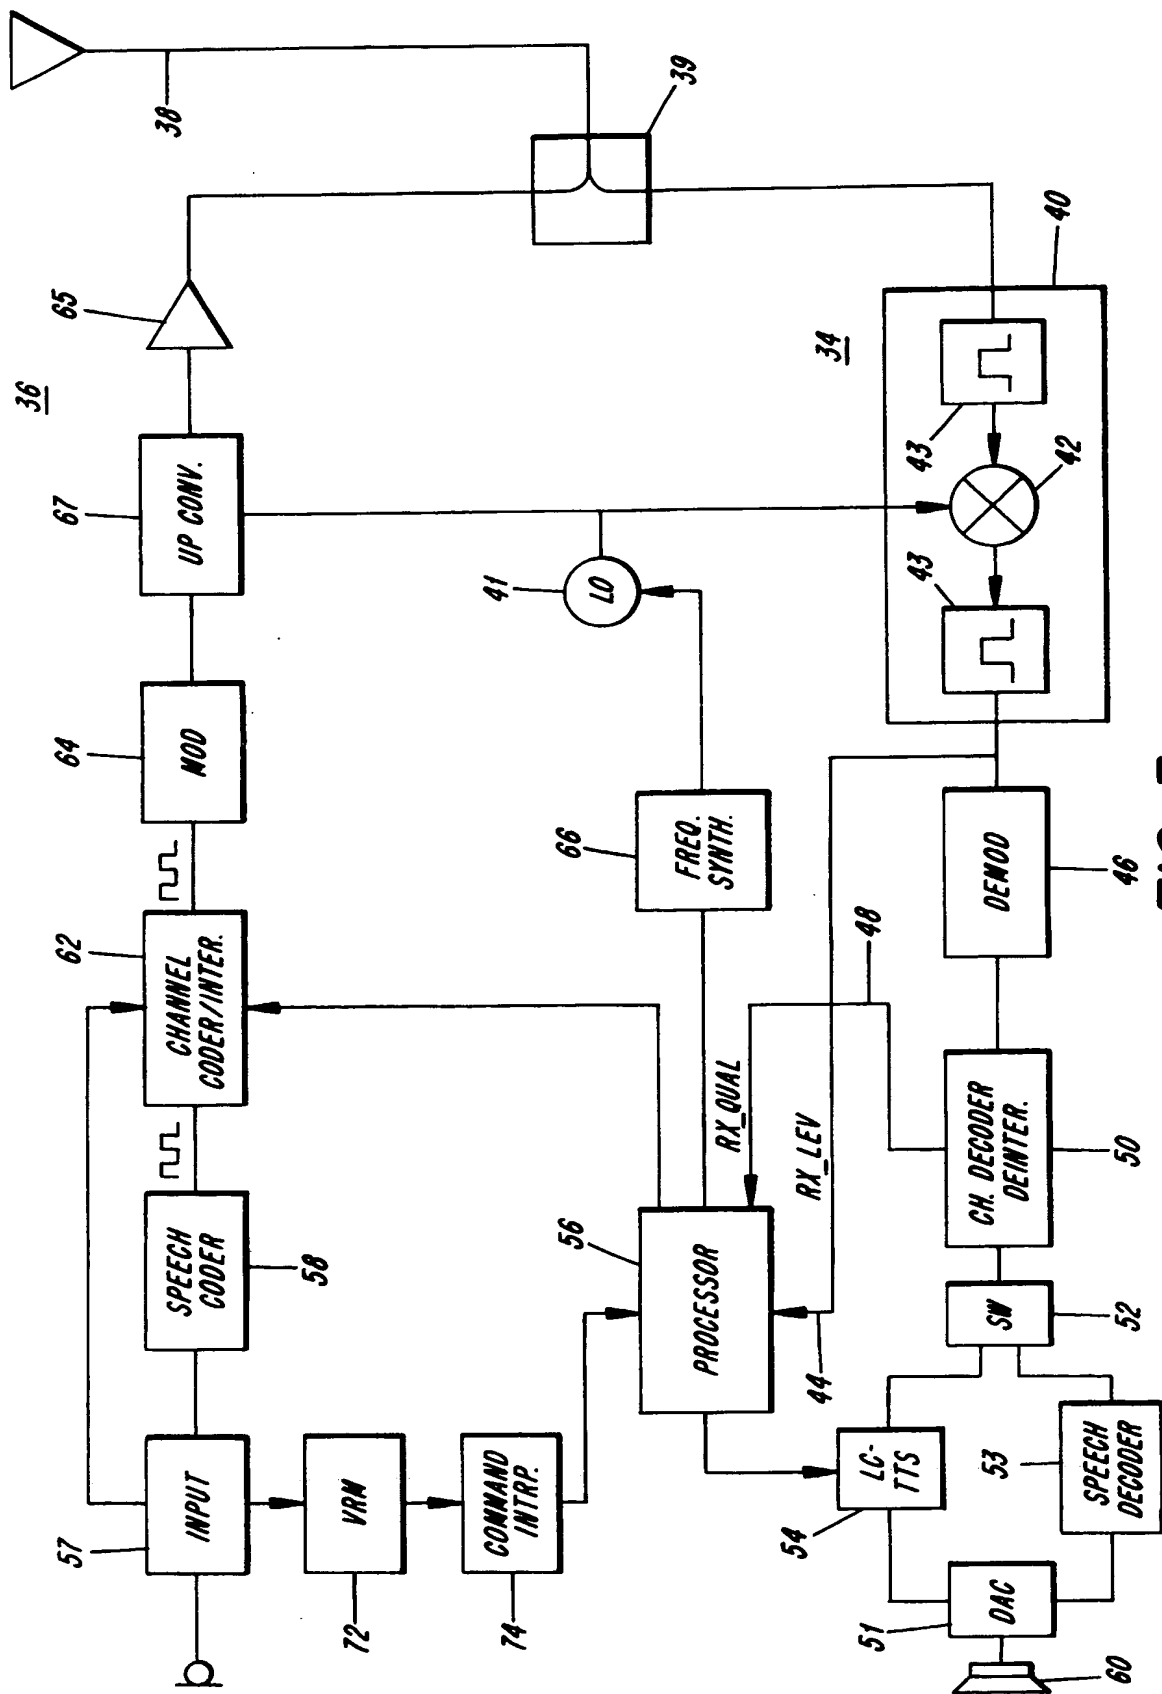 36
57
62
64
67
65
38
INPUT
SPEECH
CODER
CHANNEL
CODER/INTER.
MOD
UP CONV.
58
72
VRM
74
COMMAND
INTRP.
56
66
41
LO
39
PROCESSOR
FREQ.
SYNTH.
RX_QUAL
RX_LEV
44
48
34
40
51
54
LC-
TTS
43
43
42
DAC
53
SPEECH
DECODER
SW
CH. DECODER
DEINTER.
DEMOD
60
52
50
46